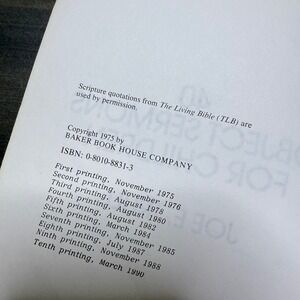 Scripture quotations from The Living Bible (TLB) are
used by permission.
Copyright 1975 by
BAKER BOOK HOUSE COMPANY
ISBN: 0-8010-8831-3
First printing, November 1975
Second printing, November 1976
Third printing, August 1978
Fourth printing, August 1980
Fifth printing, August 1982
Sixth printing, March 1984
Seventh printing, November 1985
Eighth printing, July 1987
Ninth printing, November 1988
Tenth printing, March 1990